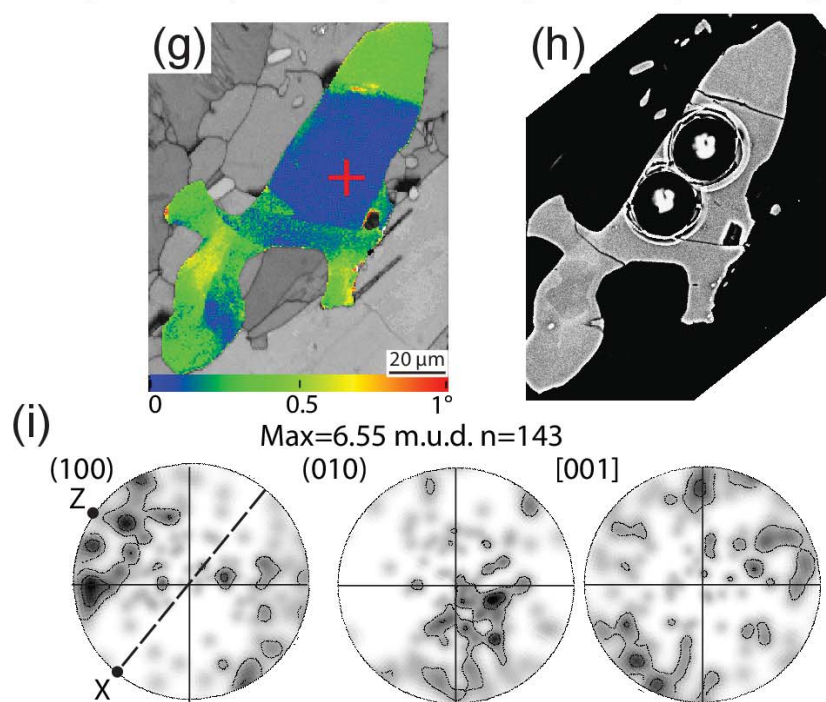 (g)
(h)
20 µm
0 0.5 1°
(i)
Max=6.55 m.u.d. n=143
(100) (010) [001]
Z
X